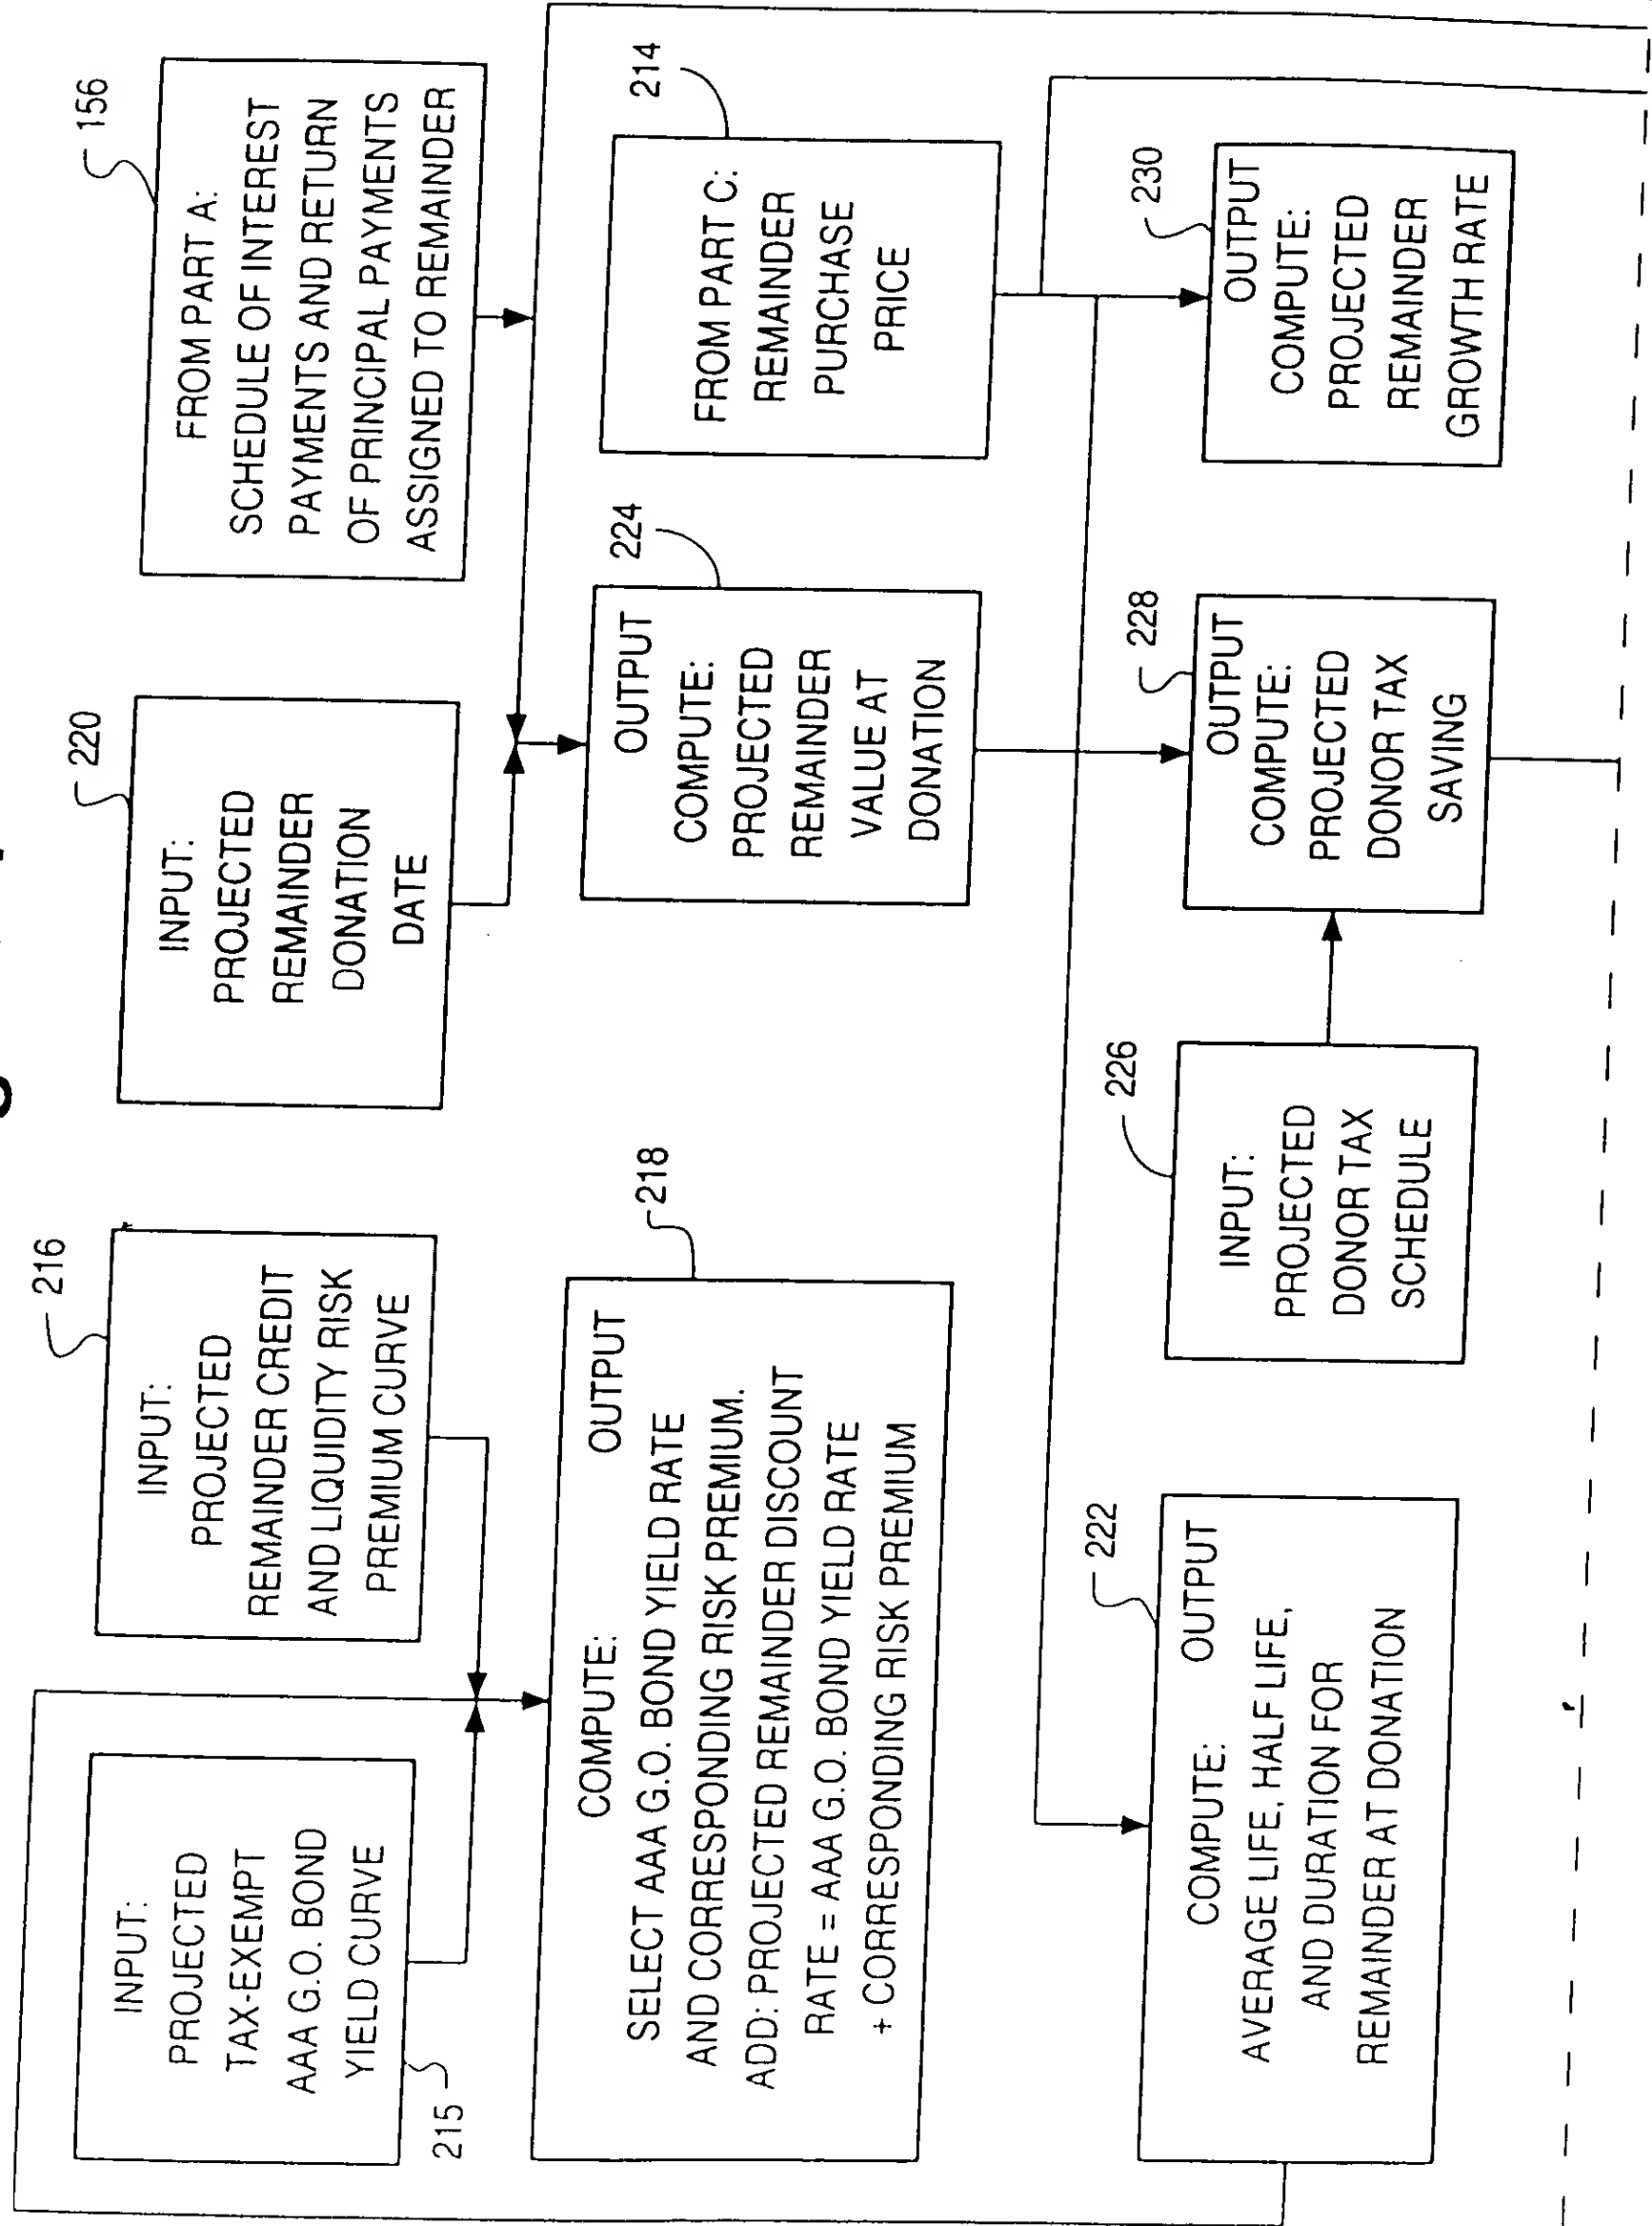 215
INPUT:
PROJECTED
TAX-EXEMPT
AAA G.O. BOND
YIELD CURVE
216
INPUT:
PROJECTED
REMAINDER CREDIT
AND LIQUIDITY RISK
PREMIUM CURVE
220
INPUT:
PROJECTED
REMAINDER
DONATION
DATE
156
FROM PART A:
SCHEDULE OF INTEREST
PAYMENTS AND RETURN
OF PRINCIPAL PAYMENTS
ASSIGNED TO REMAINDER
218
COMPUTE: OUTPUT
SELECT AAA G.O. BOND YIELD RATE
AND CORRESPONDING RISK PREMIUM.
ADD: PROJECTED REMAINDER DISCOUNT
RATE = AAA G.O. BOND YIELD RATE
+ CORRESPONDING RISK PREMIUM
224
OUTPUT
COMPUTE:
PROJECTED
REMAINDER
VALUE AT
DONATION
214
FROM PART C:
REMAINDER
PURCHASE
PRICE
222
COMPUTE: OUTPUT
AVERAGE LIFE, HALF LIFE,
AND DURATION FOR
REMAINDER AT DONATION
226
INPUT:
PROJECTED
DONOR TAX
SCHEDULE
228
OUTPUT
COMPUTE:
PROJECTED
DONOR TAX
SAVING
230
OUTPUT
COMPUTE:
PROJECTED
REMAINDER
GROWTH RATE